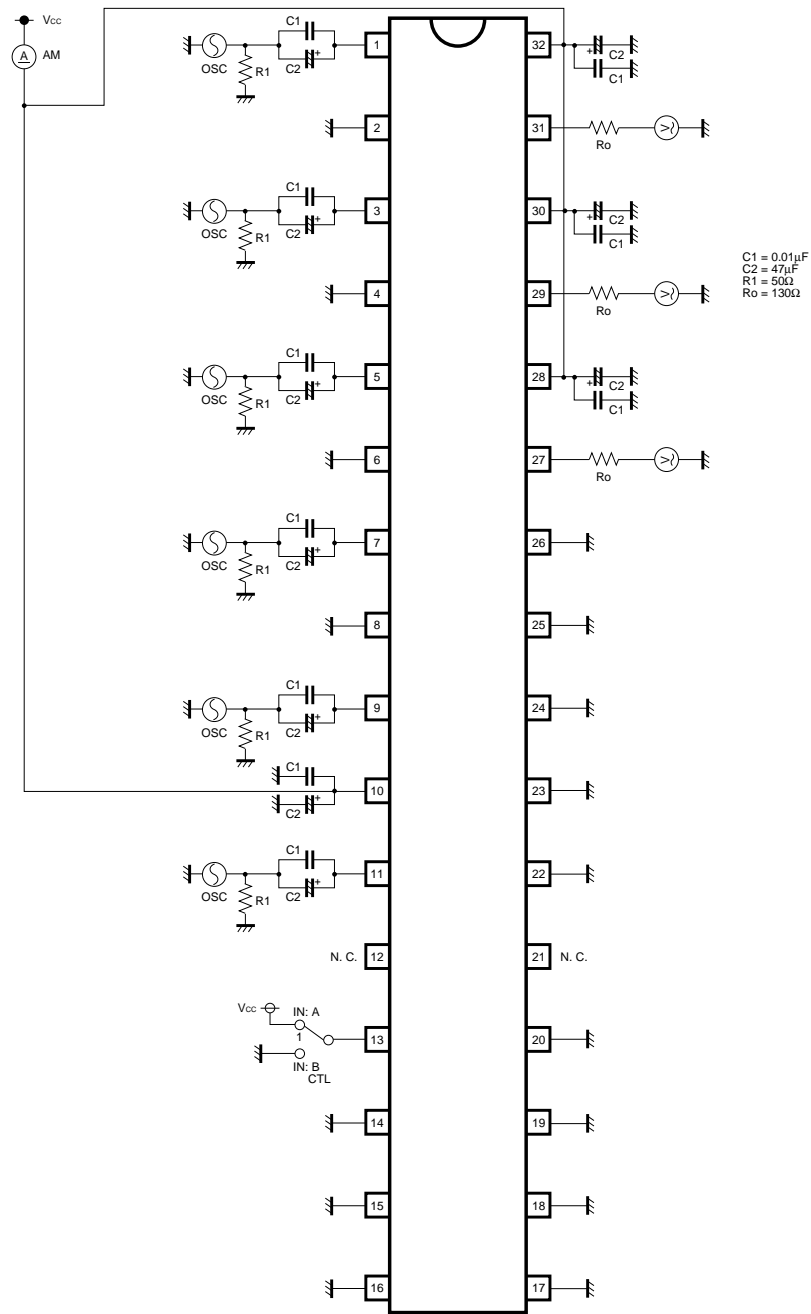 Vcc
A
AM
OSC
R1
C1
C2
+
1
32
+
C2
C1
2
31
Ro
V
OSC
R1
C1
C2
+
3
30
+
C2
C1
4
29
Ro
V
C1 = 0.01µF
C2 = 47µF
R1 = 50Ω
Ro = 130Ω
OSC
R1
C1
C2
+
5
28
+
C2
C1
6
27
Ro
V
OSC
R1
C1
C2
+
7
26
8
25
OSC
R1
C1
C2
+
9
24
C1
C2
+
10
23
OSC
R1
C1
C2
+
11
22
N. C.
12
21
N. C.
Vcc
IN: A
1
IN: B
CTL
13
20
14
19
15
18
16
17